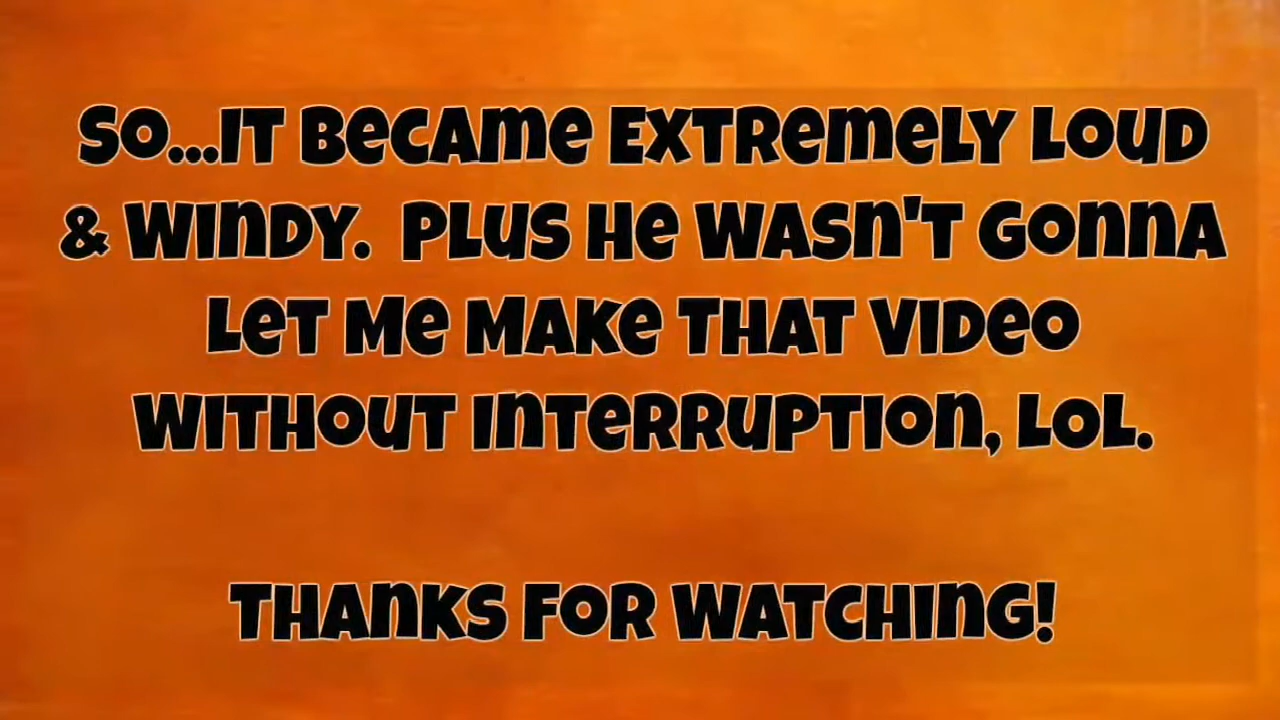 So...It Became Extremely Loud
& Windy. Plus He Wasn't Gonna
Let Me Make That Video
Without Interruption, LOL.
Thanks For Watching!